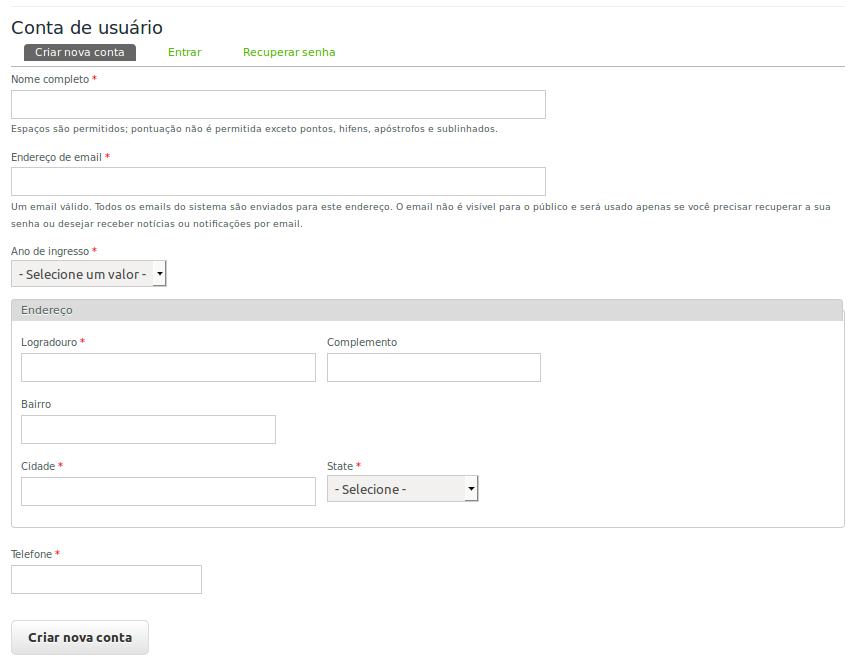 Conta de usuário
Criar nova conta Entrar Recuperar senha
Nome completo *
Espaços são permitidos; pontuação não é permitida exceto pontos, hifens, apóstrofos e sublinhados.
Endereço de email *
Um email válido. Todos os emails do sistema são enviados para este endereço. O email não é visível para o público e será usado apenas se você precisar recuperar a sua
senha ou desejar receber notícias ou notificações por email.
Ano de ingresso *
- Selecione um valor -
Endereço
Logradouro * Complemento
Bairro
Cidade * State *
- Selecione -
Telefone *
Criar nova conta